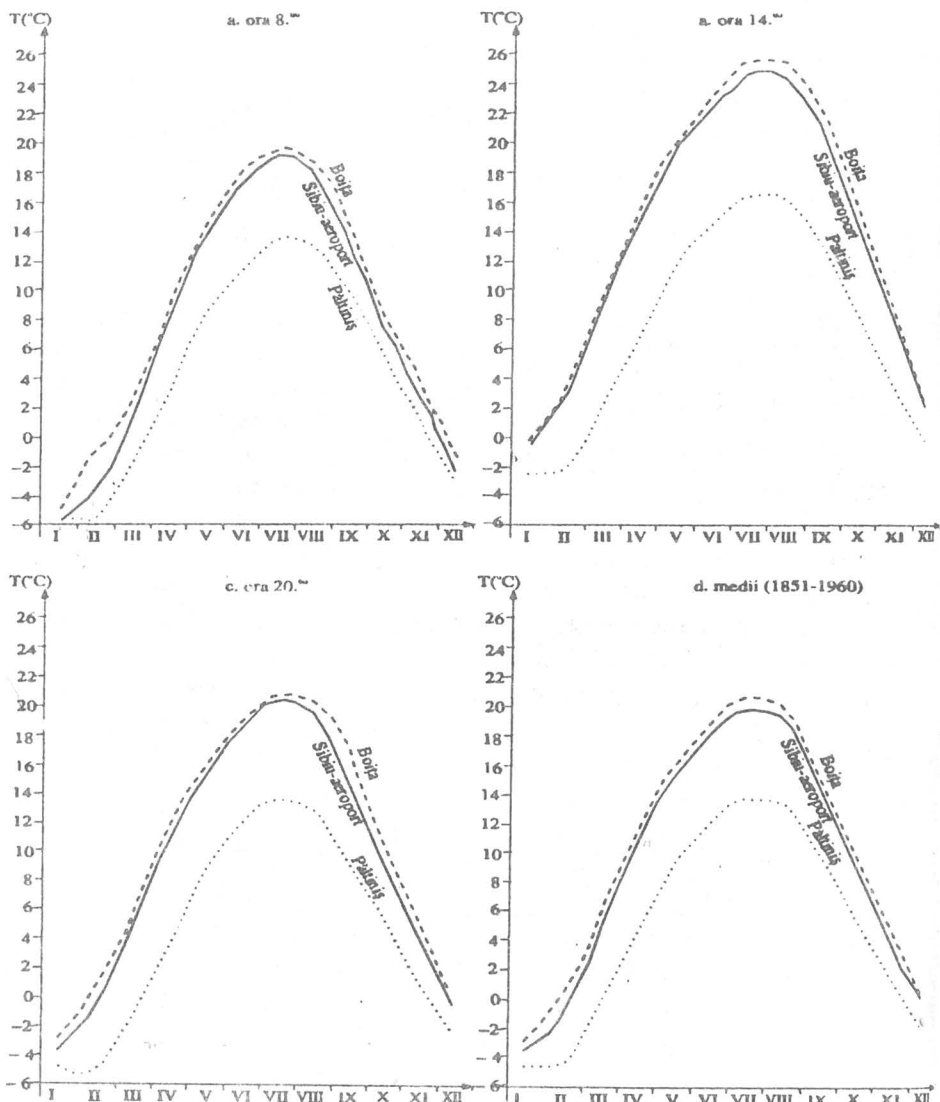 T(°C)
a. ora 8.⁰⁰
26
24
22
20
18
16
14
12
10
8
6
4
2
0
-2
-4
-6
I II III IV V VI VII VIII IX X XI XII
Boița
Sibiu-aeroport
Păltiniș
T(°C)
a. ora 14.⁰⁰
26
24
22
20
18
16
14
12
10
8
6
4
2
0
-2
-4
-6
I II III IV V VI VII VIII IX X XI XII
Boița
Sibiu-aeroport
Păltiniș
T(°C)
c. ora 20.⁰⁰
26
24
22
20
18
16
14
12
10
8
6
4
2
0
-2
-4
-6
I II III IV V VI VII VIII IX X XI XII
Boița
Sibiu-aeroport
Păltiniș
T(°C)
d. medii (1851-1960)
26
24
22
20
18
16
14
12
10
8
6
4
2
0
-2
-4
-6
I II III IV V VI VII VIII IX X XI XII
Boița
Sibiu-aeroport
Păltiniș